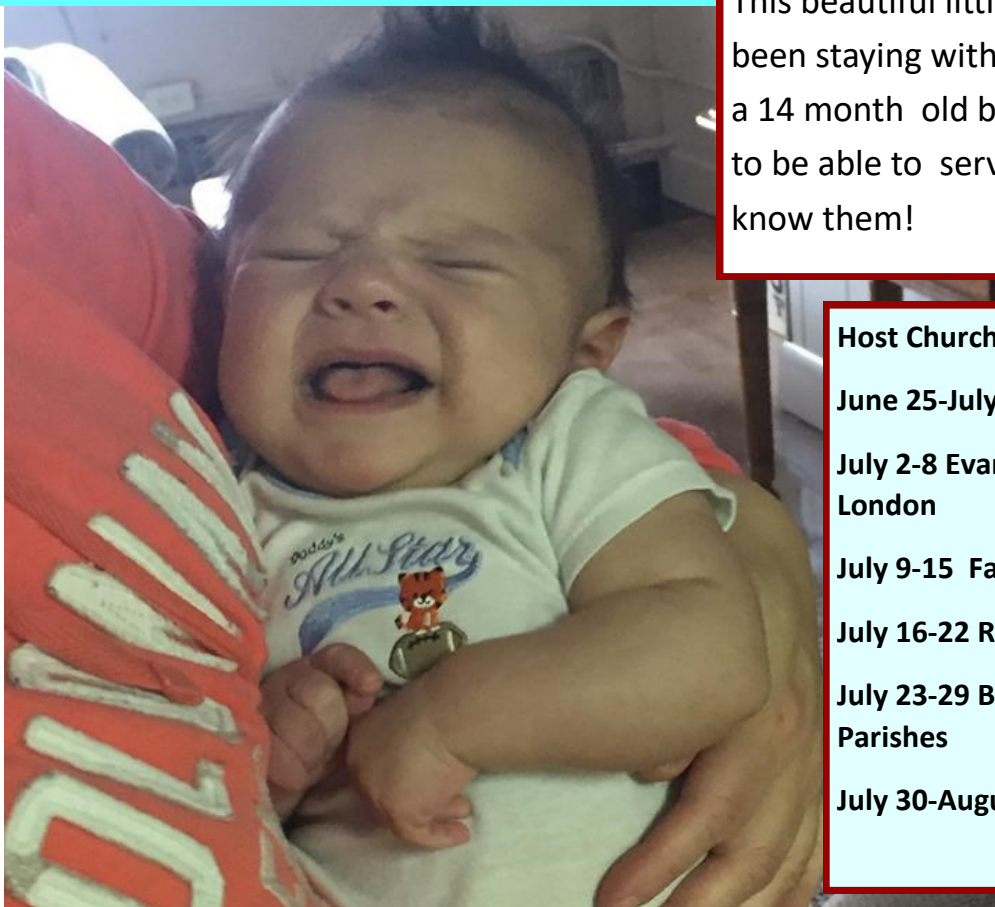 This beautiful littl
been staying with
a 14 month old b
to be able to serv
know them!
Daddy's
All Star
Host Church
June 25-July
July 2-8 Evan
London
July 9-15 Fa
July 16-22 R
July 23-29 B
Parishes
July 30-Augu